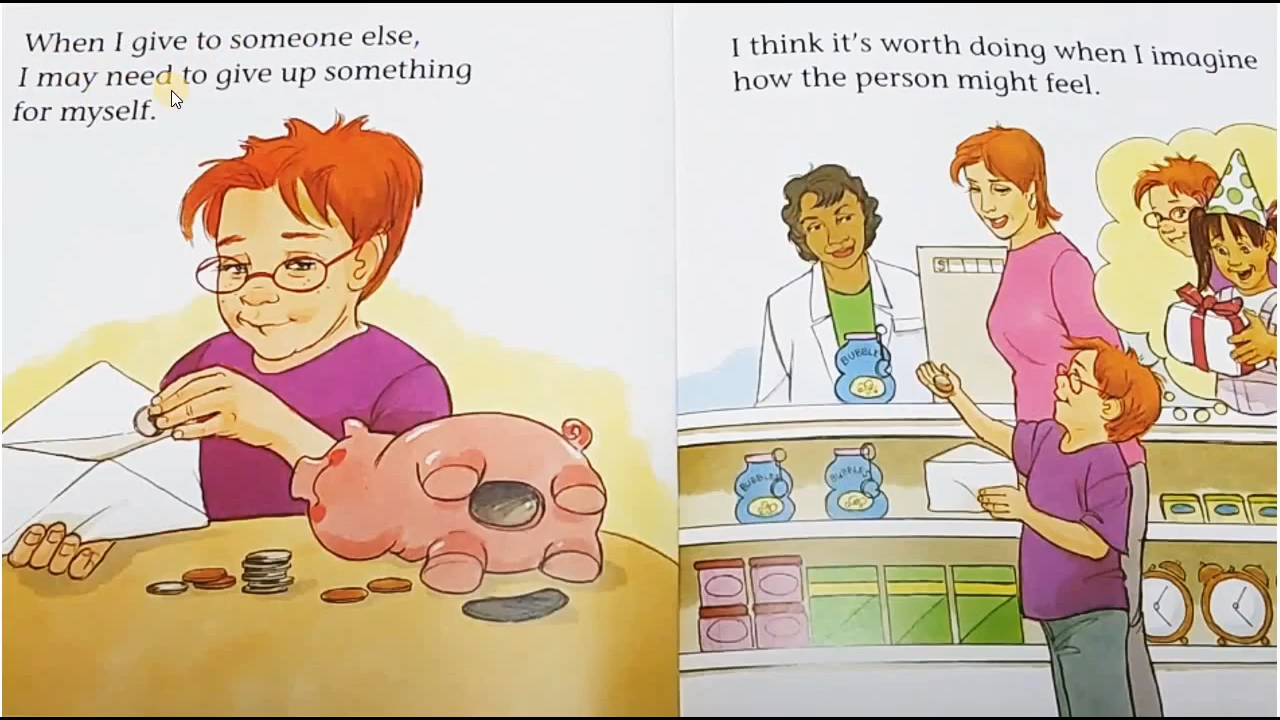 When I give to someone else,
I may need to give up something
for myself.
I think it's worth doing when I imagine
how the person might feel.
S
BUBBLE
BUBBLES
BUBBLES